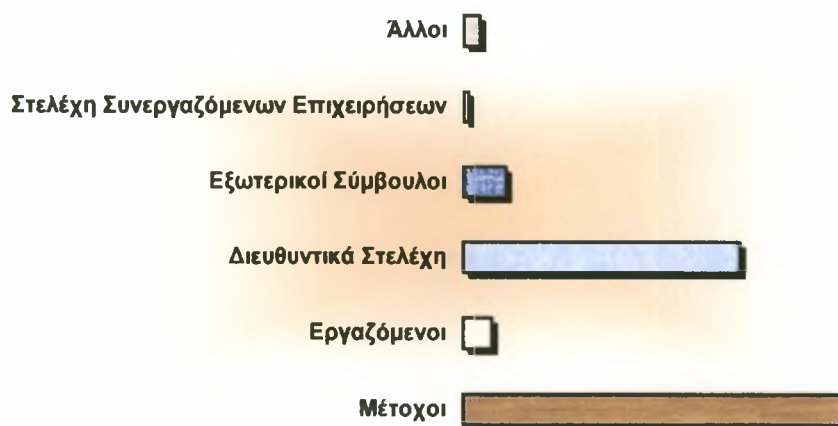 Άλλοι
Στελέχη Συνεργαζόμενων Επιχειρήσεων
Εξωτερικοί Σύμβουλοι
Διευθυντικά Στελέχη
Εργαζόμενοι
Μέτοχοι